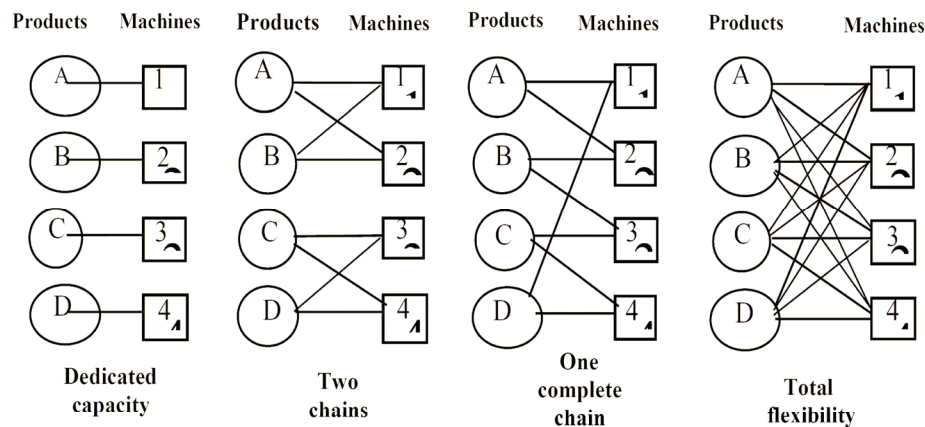 Products Machines
A 1
B 2
C 3
D 4
Dedicated
capacity
Products Machines
A 1
B 2
C 3
D 4
Two
chains
Products Machines
A 1
B 2
C 3
D 4
One
complete
chain
Products Machines
A 1
B 2
C 3
D 4
Total
flexibility